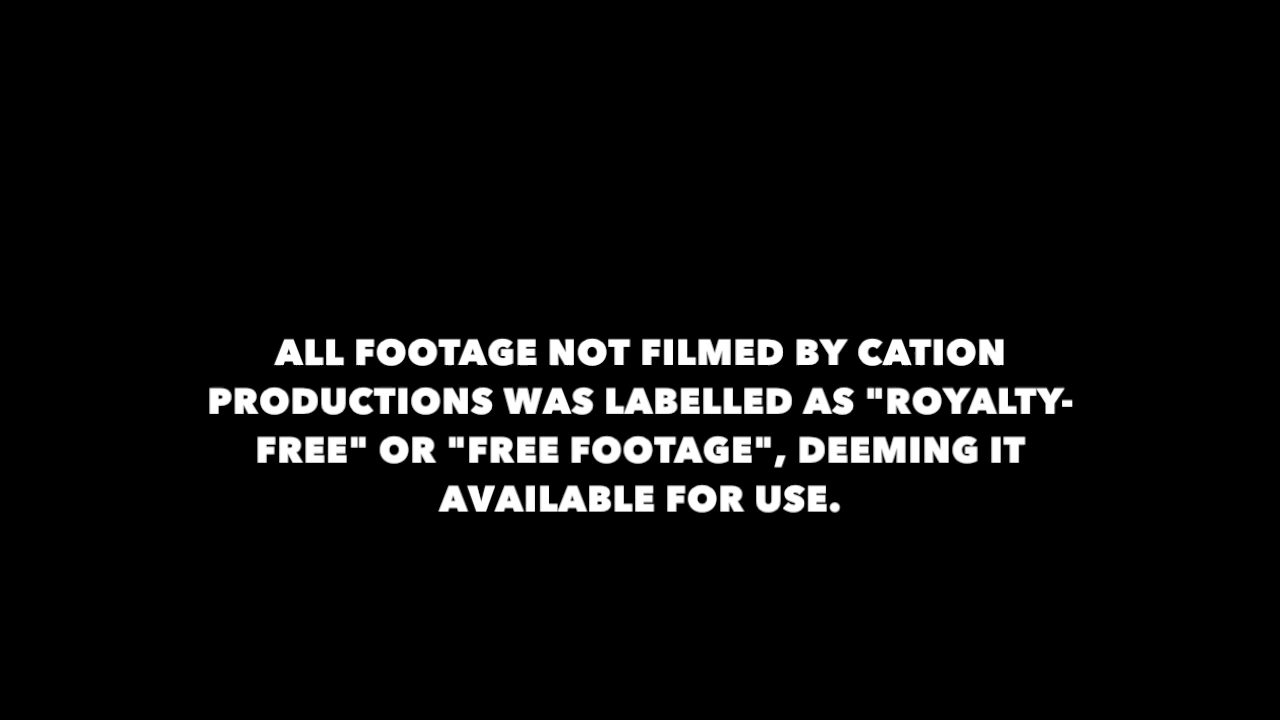 ALL FOOTAGE NOT FILMED BY CATION
PRODUCTIONS WAS LABELLED AS "ROYALTY-
FREE" OR "FREE FOOTAGE", DEEMING IT
AVAILABLE FOR USE.